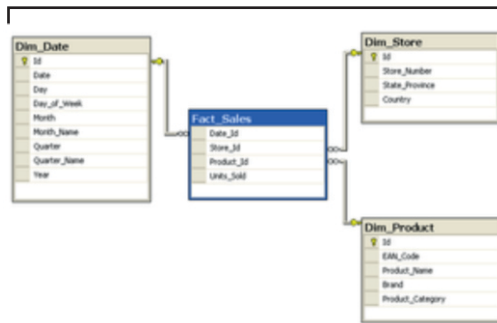 Dim_Date
Id
Date
Day
Day_of_Week
Month
Month_Name
Quarter
Quarter_Name
Year
Fact_Sales
Date_Id
Store_Id
Product_Id
Units_Sold
Dim_Store
Id
Store_Number
State_Province
Country
Dim_Product
Id
EAN_Code
Product_Name
Brand
Product_Category